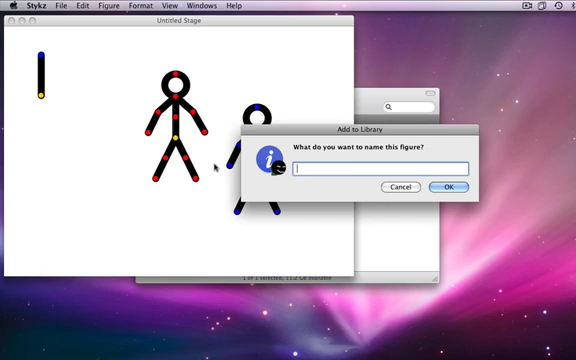 Stykz File Edit Figure Format View Windows Help
Untitled Stage
Add to Library
What do you want to name this figure?
Cancel OK
1 of 1 selected, 11.2 GB available